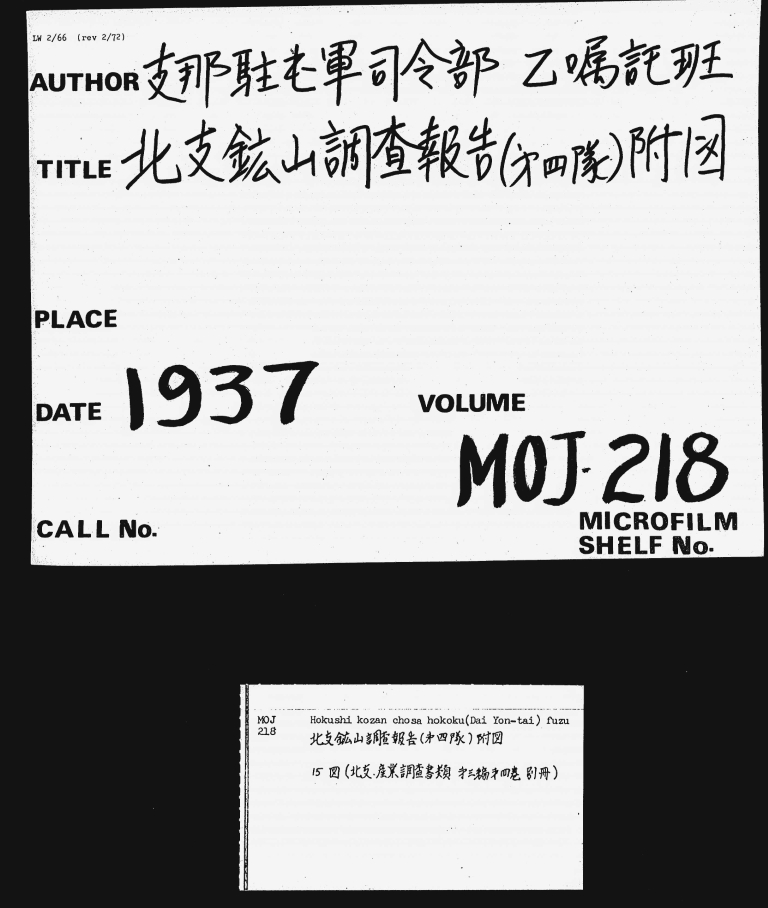 LW 2/66 (rev 2/72)
AUTHOR 支那駐屯軍司令部 乙嘱託班
TITLE 北支鉱山調査報告(第四隊)附図
PLACE
DATE 1937
VOLUME
MOJ-218
CALL No.
MICROFILM
SHELF No.
MOJ Hokushi kozan chosa hokoku(Dai Yon-tai) fuzu
218 北支鉱山調査報告(第四隊)附図
15 図(北支.産業調査書類 第三編第四巻 別冊)